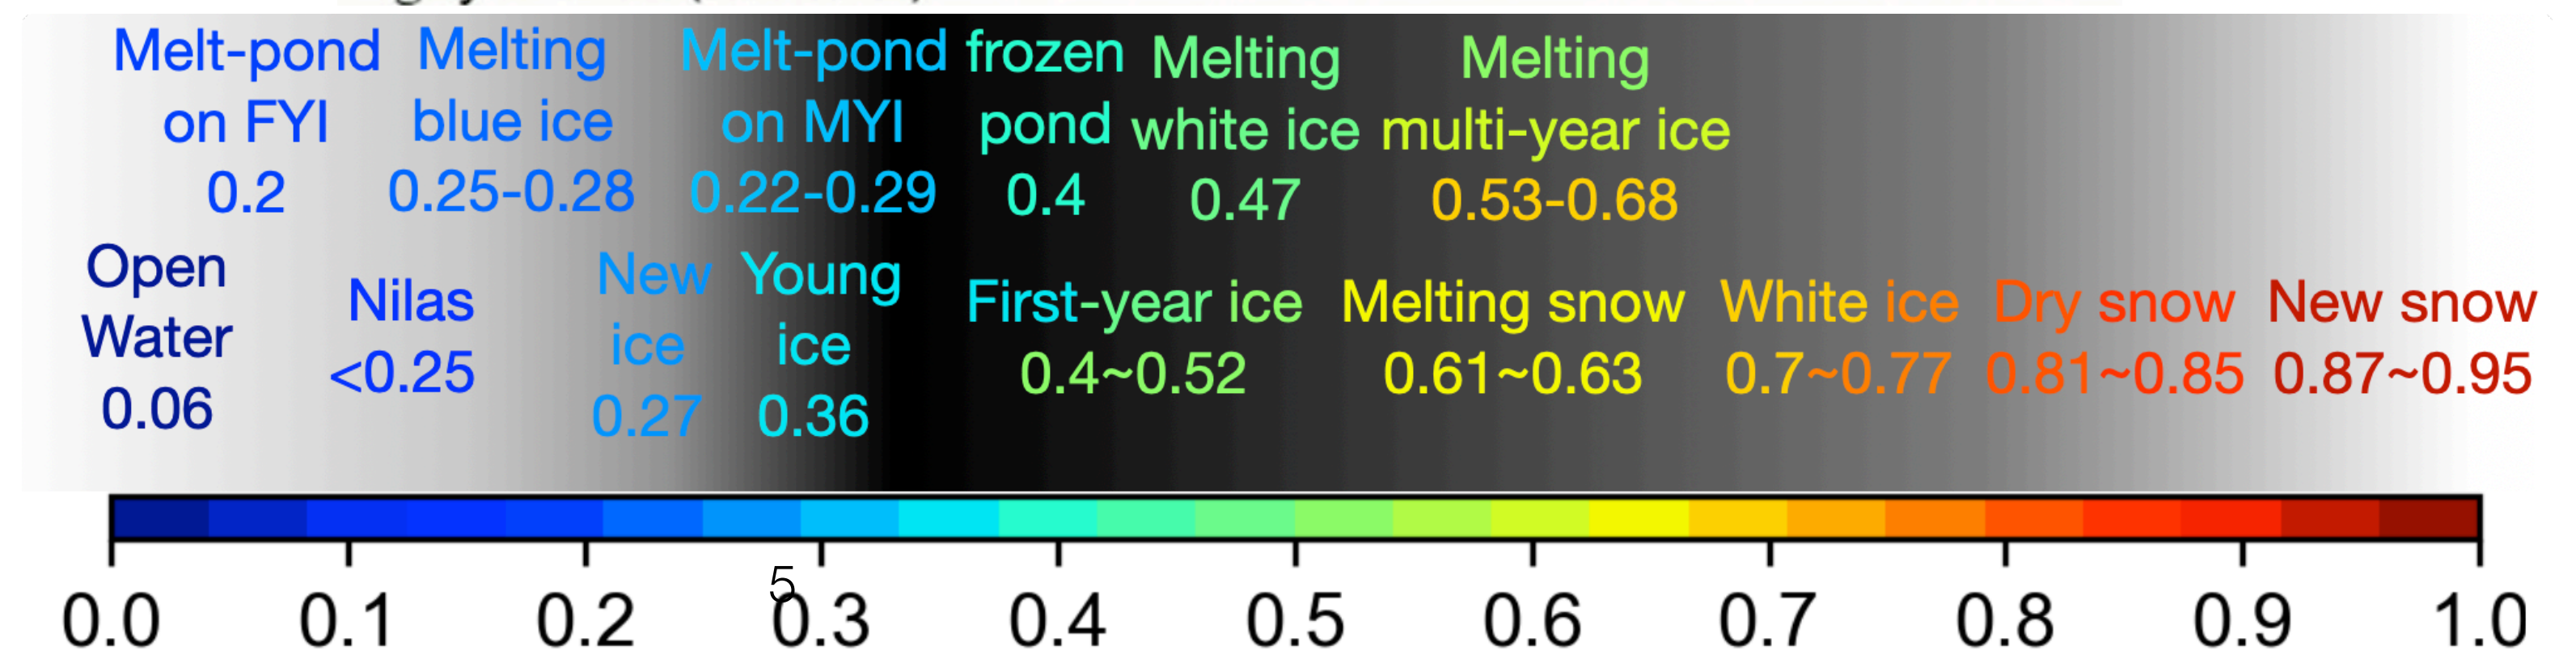 Melt-pond
on FYI
0.2
Melting
blue ice
0.25-0.28
Melt-pond
on MYI
0.22-0.29
frozen
pond
0.4
Melting
white ice
0.47
Melting
multi-year ice
0.53-0.68
Open
Water
0.06
Nilas
<0.25
New
ice
0.27
Young
ice
0.36
First-year ice
0.4~0.52
Melting snow
0.61~0.63
White ice
0.7~0.77
Dry snow
0.81~0.85
New snow
0.87~0.95
5
0.0 0.1 0.2 0.3 0.4 0.5 0.6 0.7 0.8 0.9 1.0